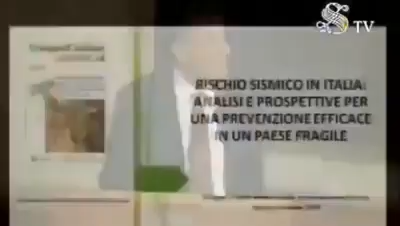 S TV
RISCHIO SISMICO IN ITALIA:
ANALISI E PROSPETTIVE PER
UNA PREVENZIONE EFFICACE
IN UN PAESE FRAGILE